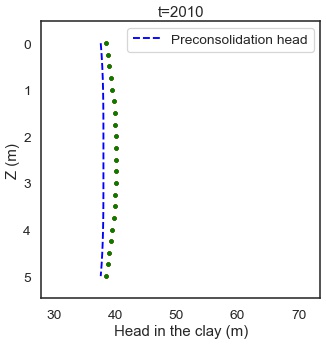 t=2010
Preconsolidation head
0
1
2
3
4
5
Z (m)
30 40 50 60 70
Head in the clay (m)